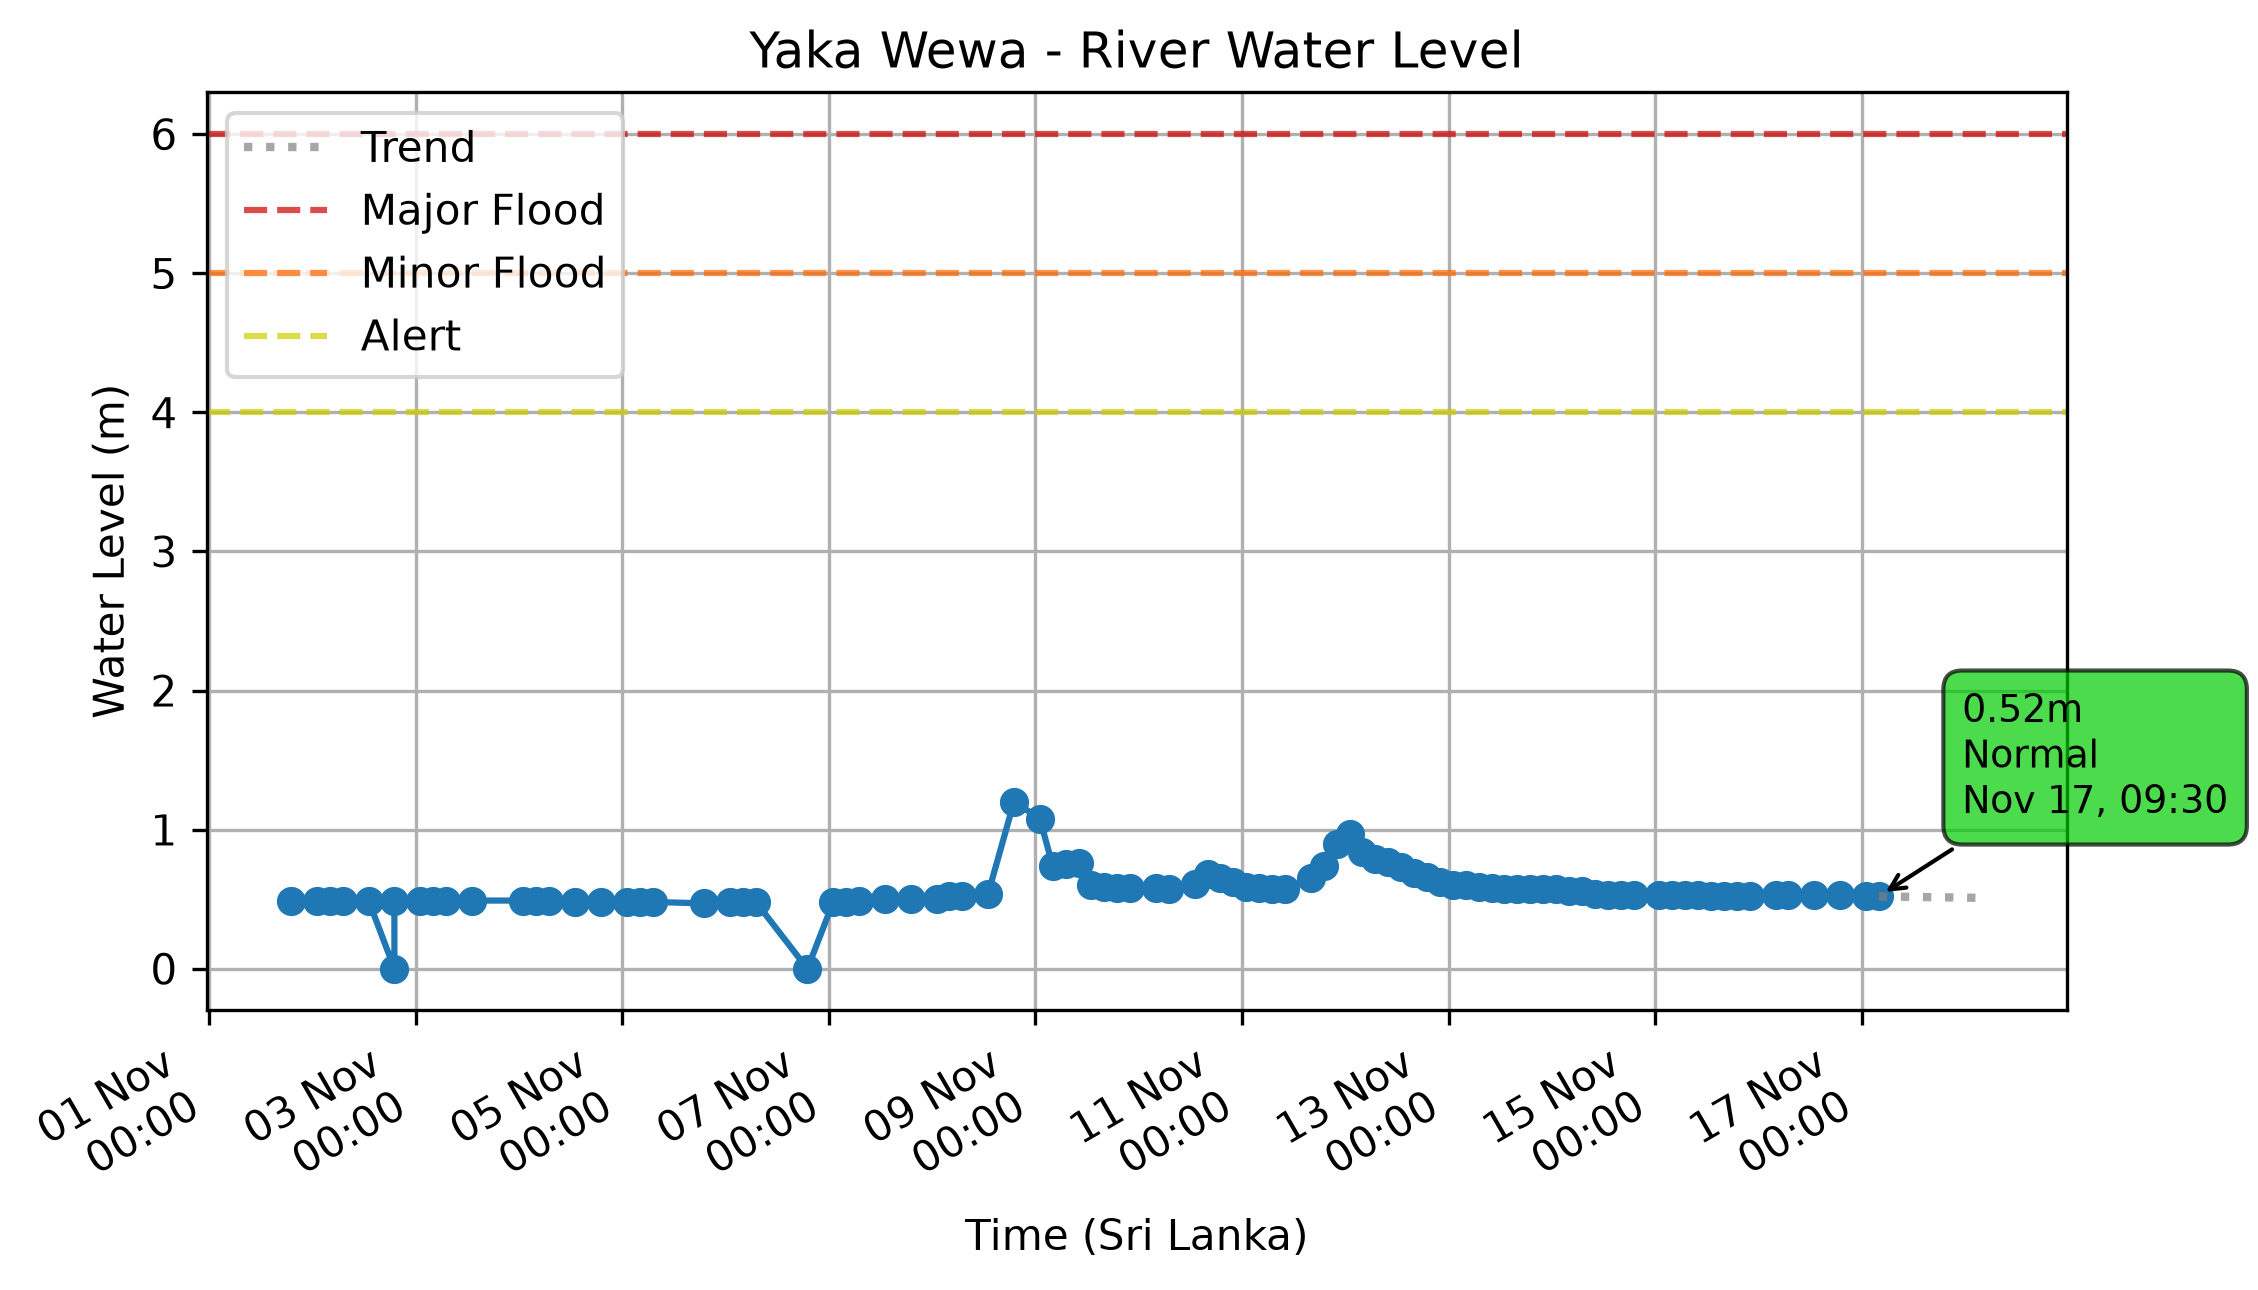 Yaka Wewa - River Water Level
Trend
Major Flood
Minor Flood
Alert
Water Level (m)
6
5
4
3
2
1
0
0.52m
Normal
Nov 17, 09:30
01 Nov
00:00
03 Nov
00:00
05 Nov
00:00
07 Nov
00:00
09 Nov
00:00
11 Nov
00:00
13 Nov
00:00
15 Nov
00:00
17 Nov
00:00
Time (Sri Lanka)